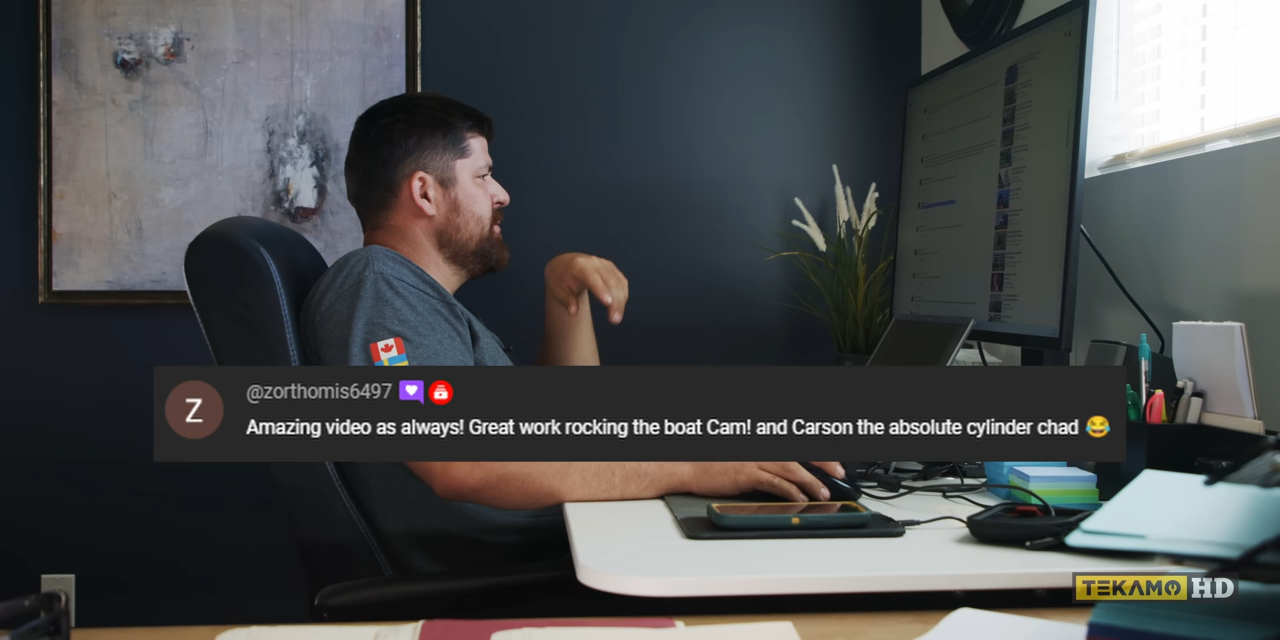 @zorthomis6497
Z
Amazing video as always! Great work rocking the boat Cam! and Carson the absolute cylinder chad 😂
TEKAMO HD